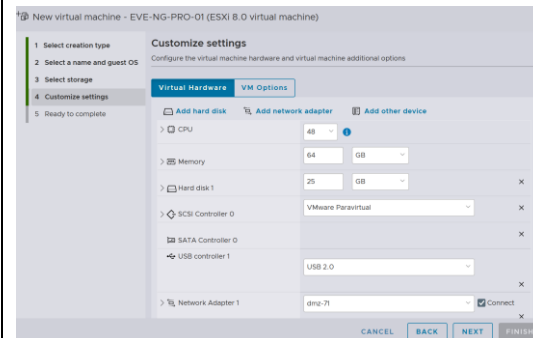 New virtual machine - EVE-NG-PRO-01 (ESXi 8.0 virtual machine)
1 Select creation type
2 Select a name and guest OS
3 Select storage
4 Customize settings
5 Ready to complete
Customize settings
Configure the virtual machine hardware and virtual machine additional options
Virtual Hardware VM Options
Add hard disk Add network adapter Add other device
CPU 48
Memory 64 GB
Hard disk 1 25 GB
SCSI Controller 0 VMware Paravirtual
SATA Controller 0
USB controller 1
USB 2.0
Network Adapter 1 dmz-71 Connect
CANCEL BACK NEXT FINISH